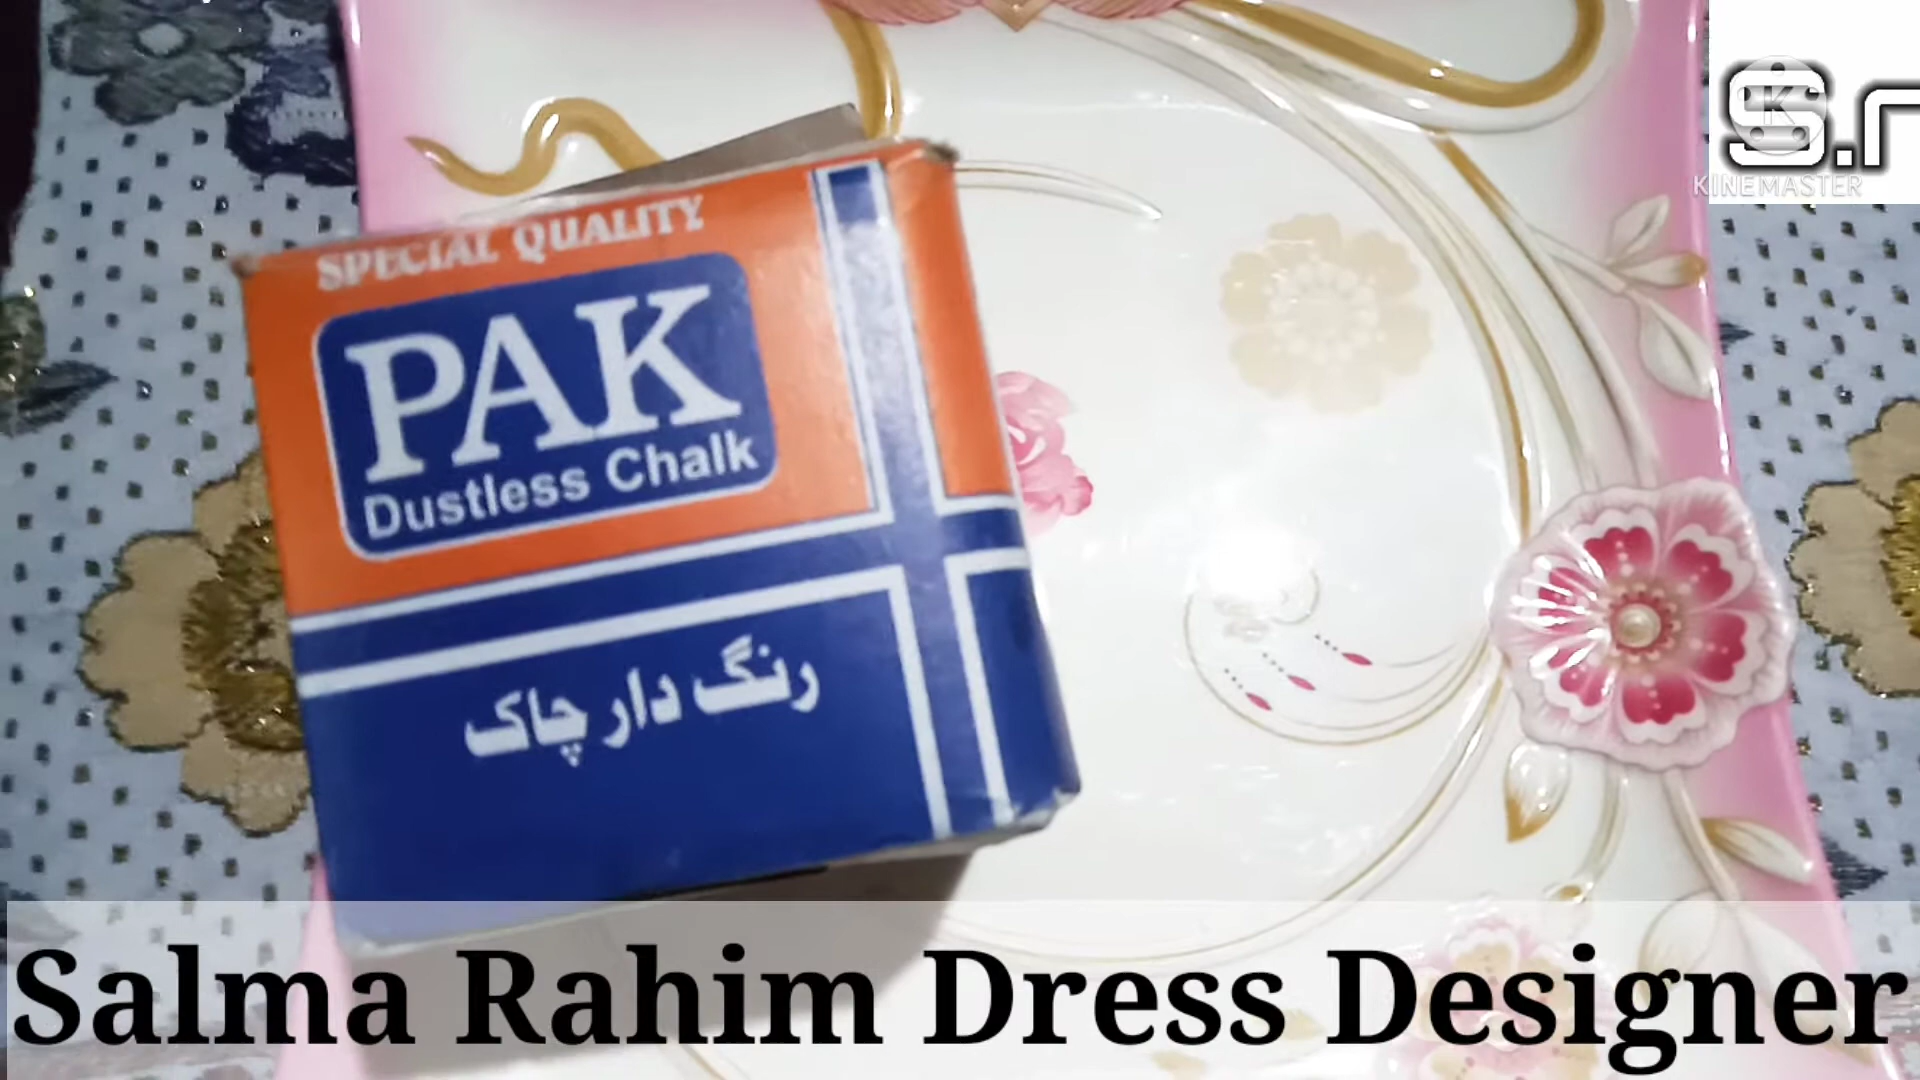 S.r
KINEMASTER
SPECIAL QUALITY
PAK
Dustless Chalk
رنگ دار چاک
Salma Rahim Dress Designer